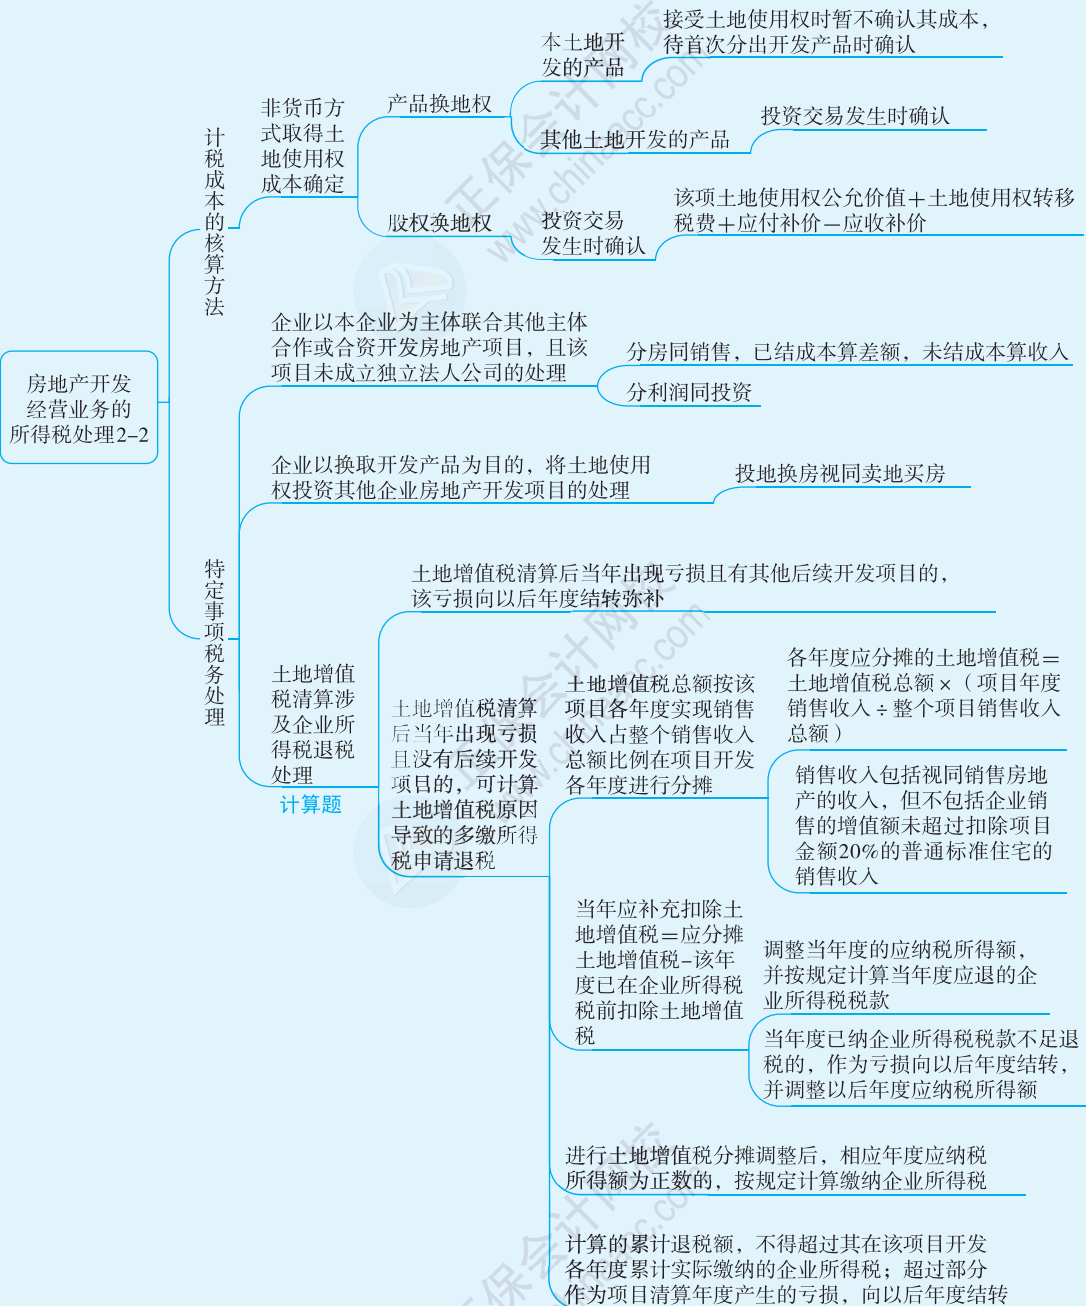 房地产开发
经营业务的
所得税处理2–2
计税成本的核算方法
非货币方
式取得土
地使用权
成本确定
产品换地权
本土地开
发的产品
接受土地使用权时暂不确认其成本，
待首次分出开发产品时确认
其他土地开发的产品
投资交易发生时确认
股权换地权
投资交易
发生时确认
该项土地使用权公允价值＋土地使用权转移
税费＋应付补价－应收补价
特定事项税务处理
企业以本企业为主体联合其他主体
合作或合资开发房地产项目，且该
项目未成立独立法人公司的处理
分房同销售，已结成本算差额，未结成本算收入
分利润同投资
企业以换取开发产品为目的，将土地使用
权投资其他企业房地产开发项目的处理
投地换房视同卖地买房
土地增值
税清算涉
及企业所
得税退税
处理
计算题
土地增值税清算后当年出现亏损且有其他后续开发项目的，
该亏损向以后年度结转弥补
土地增值税清算
后当年出现亏损
且没有后续开发
项目的，可计算
土地增值税原因
导致的多缴所得
税申请退税
土地增值税总额按该
项目各年度实现销售
收入占整个销售收入
总额比例在项目开发
各年度进行分摊
各年度应分摊的土地增值税＝
土地增值税总额×（项目年度
销售收入÷整个项目销售收入
总额）
销售收入包括视同销售房地
产的收入，但不包括企业销
售的增值额未超过扣除项目
金额20%的普通标准住宅的
销售收入
当年应补充扣除土
地增值税＝应分摊
土地增值税–该年
度已在企业所得税
税前扣除土地增值
税
调整当年度的应纳税所得额，
并按规定计算当年度应退的企
业所得税税款
当年度已纳企业所得税税款不足退
税的，作为亏损向以后年度结转，
并调整以后年度应纳税所得额
进行土地增值税分摊调整后，相应年度应纳税
所得额为正数的，按规定计算缴纳企业所得税
计算的累计退税额，不得超过其在该项目开发
各年度累计实际缴纳的企业所得税；超过部分
作为项目清算年度产生的亏损，向以后年度结转
正保会计网校
www.chinaacc.com
正保会计网校
www.chinaacc.com
正保会计网校
www.chinaacc.com